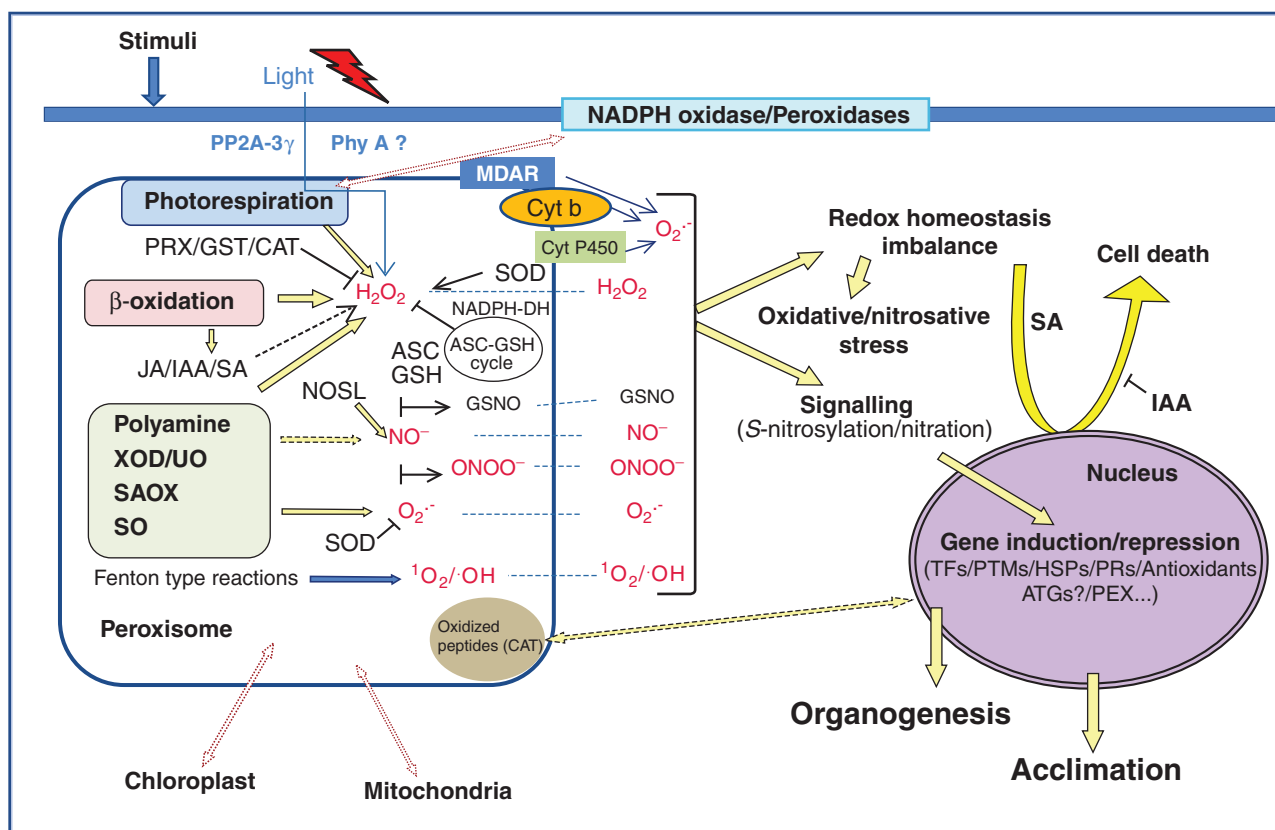 Stimuli
Light
NADPH oxidase/Peroxidases
PP2A-3γ
Phy A ?
MDAR
Photorespiration
Cyt b
O₂·⁻
Redox homeostasis
imbalance
PRX/GST/CAT
Cyt P450
Cell death
SOD
H₂O₂
H₂O₂
β-oxidation
NADPH-DH
Oxidative/nitrosative
stress
SA
ASC-GSH
cycle
ASC
GSH
JA/IAA/SA
NOSL
GSNO
GSNO
Signalling
(S-nitrosylation/nitration)
IAA
Polyamine
XOD/UO
SAOX
SO
NO⁻
NO⁻
ONOO⁻
ONOO⁻
Nucleus
O₂·⁻
O₂·⁻
SOD
Gene induction/repression
(TFs/PTMs/HSPs/PRs/Antioxidants
ATGs?/PEX...)
Fenton type reactions
¹O₂/·OH
¹O₂/·OH
Peroxisome
Oxidized
peptides (CAT)
Organogenesis
Acclimation
Chloroplast
Mitochondria